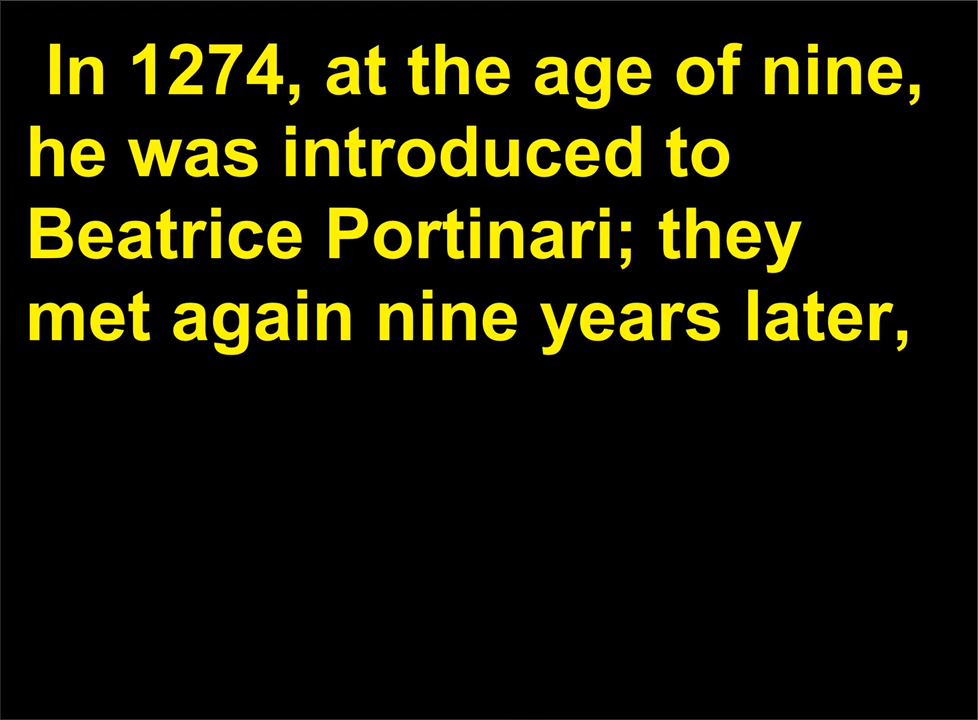 In 1274, at the age of nine,
he was introduced to
Beatrice Portinari; they
met again nine years later,